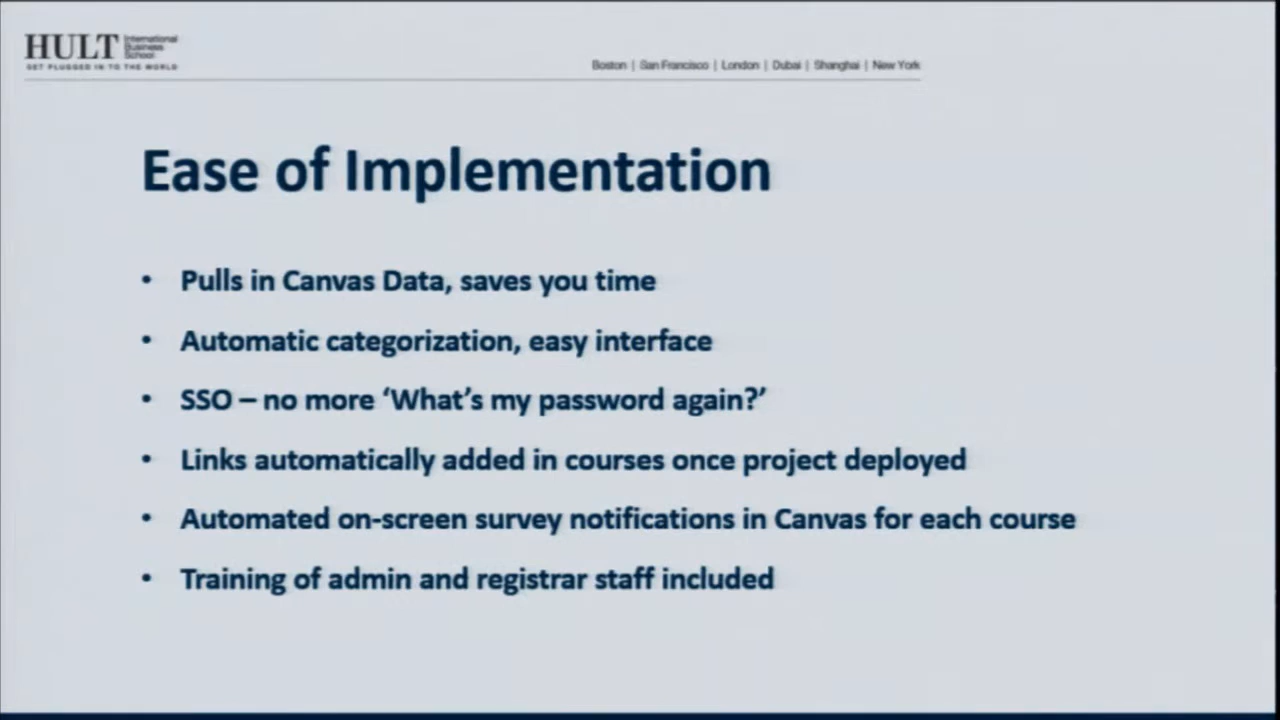 HULT International
Business
School
GET PLUGGED IN TO THE WORLD
Boston | San Francisco | London | Dubai | Shanghai | New York
Ease of Implementation
• Pulls in Canvas Data, saves you time
• Automatic categorization, easy interface
• SSO – no more ‘What’s my password again?’
• Links automatically added in courses once project deployed
• Automated on-screen survey notifications in Canvas for each course
• Training of admin and registrar staff included